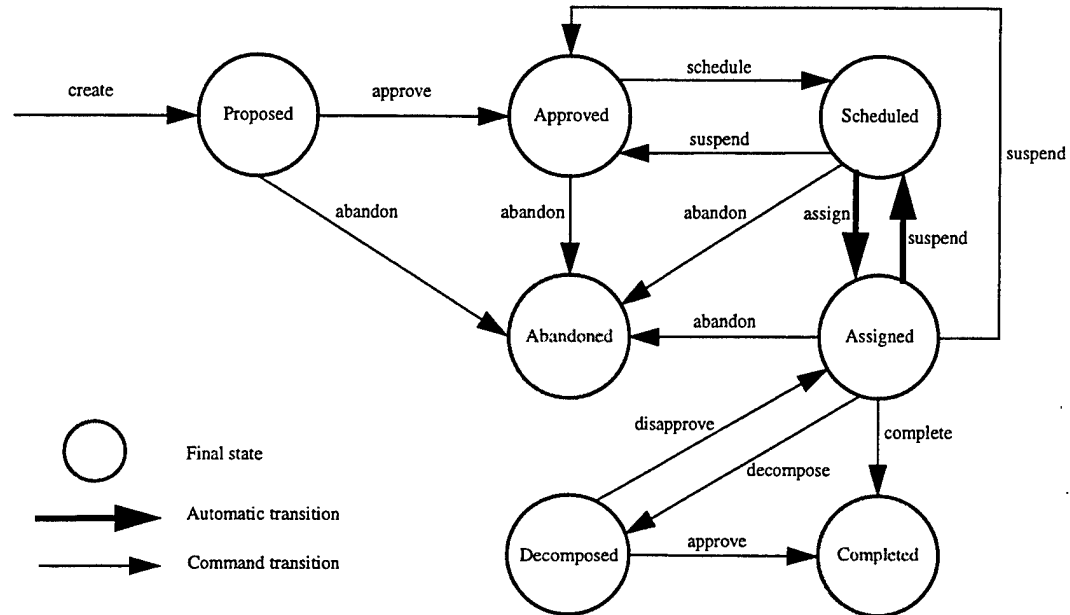 create
Proposed
approve
Approved
schedule
Scheduled
suspend
suspend
abandon
abandon
abandon
assign
suspend
Abandoned
abandon
Assigned
disapprove
decompose
complete
Decomposed
approve
Completed
Final state
Automatic transition
Command transition